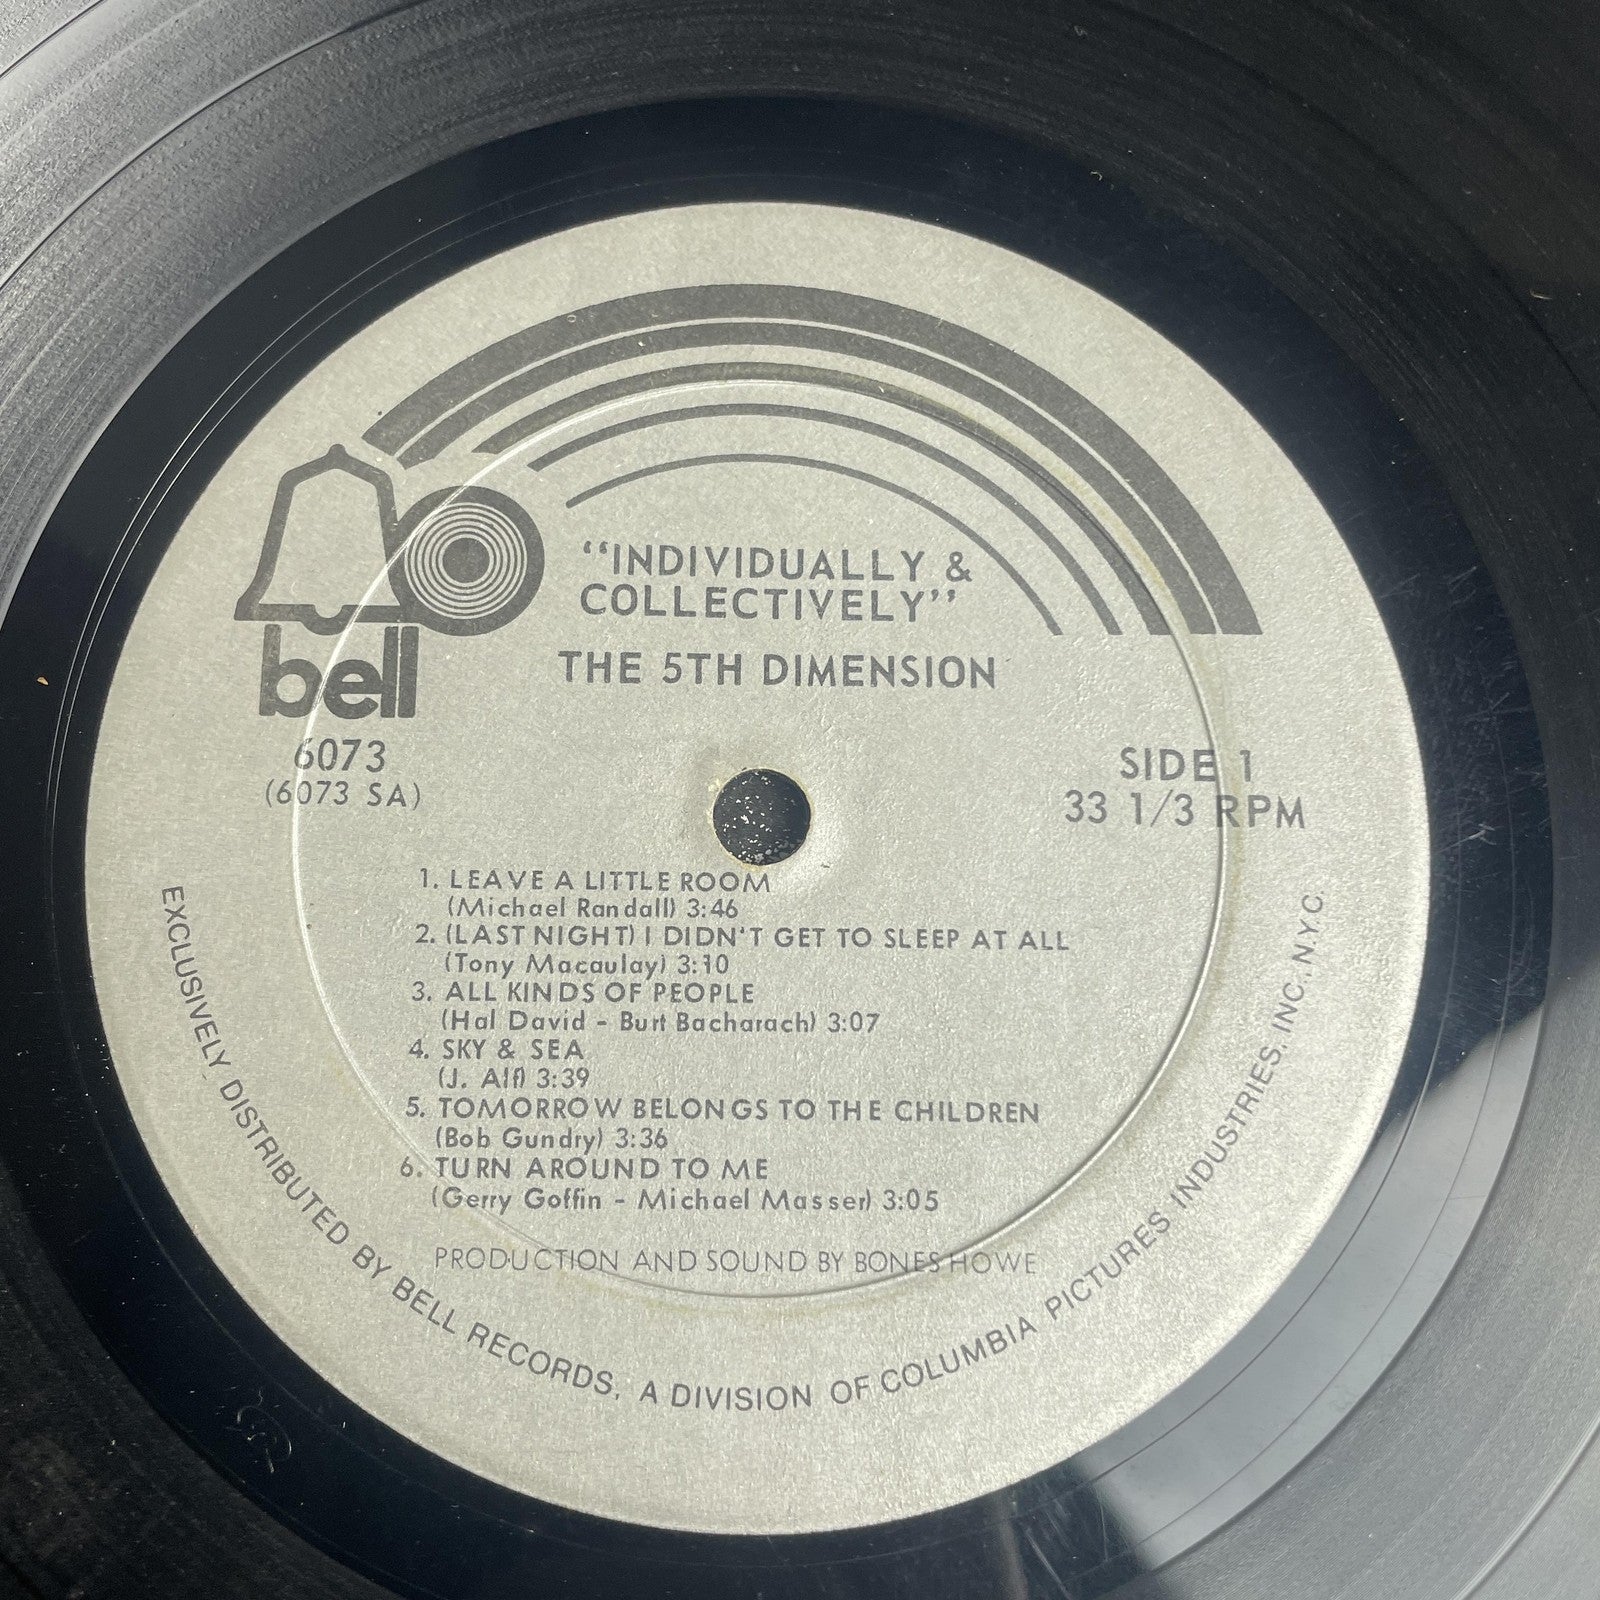 "INDIVIDUALLY &
COLLECTIVELY"
THE 5TH DIMENSION
bell
6073
(6073 SA)
SIDE 1
33 1/3 RPM
1. LEAVE A LITTLE ROOM
(Michael Randall) 3:46
2. (LAST NIGHT) I DIDN'T GET TO SLEEP AT ALL
(Tony Macaulay) 3:10
3. ALL KINDS OF PEOPLE
(Hal David - Burt Bacharach) 3:07
4. SKY & SEA
(J. Alf) 3:39
5. TOMORROW BELONGS TO THE CHILDREN
(Bob Gundry) 3:36
6. TURN AROUND TO ME
(Gerry Goffin - Michael Masser) 3:05
PRODUCTION AND SOUND BY BONES HOWE
EXCLUSIVELY DISTRIBUTED BY BELL RECORDS, A DIVISION OF COLUMBIA PICTURES INDUSTRIES, INC., N.Y.C.